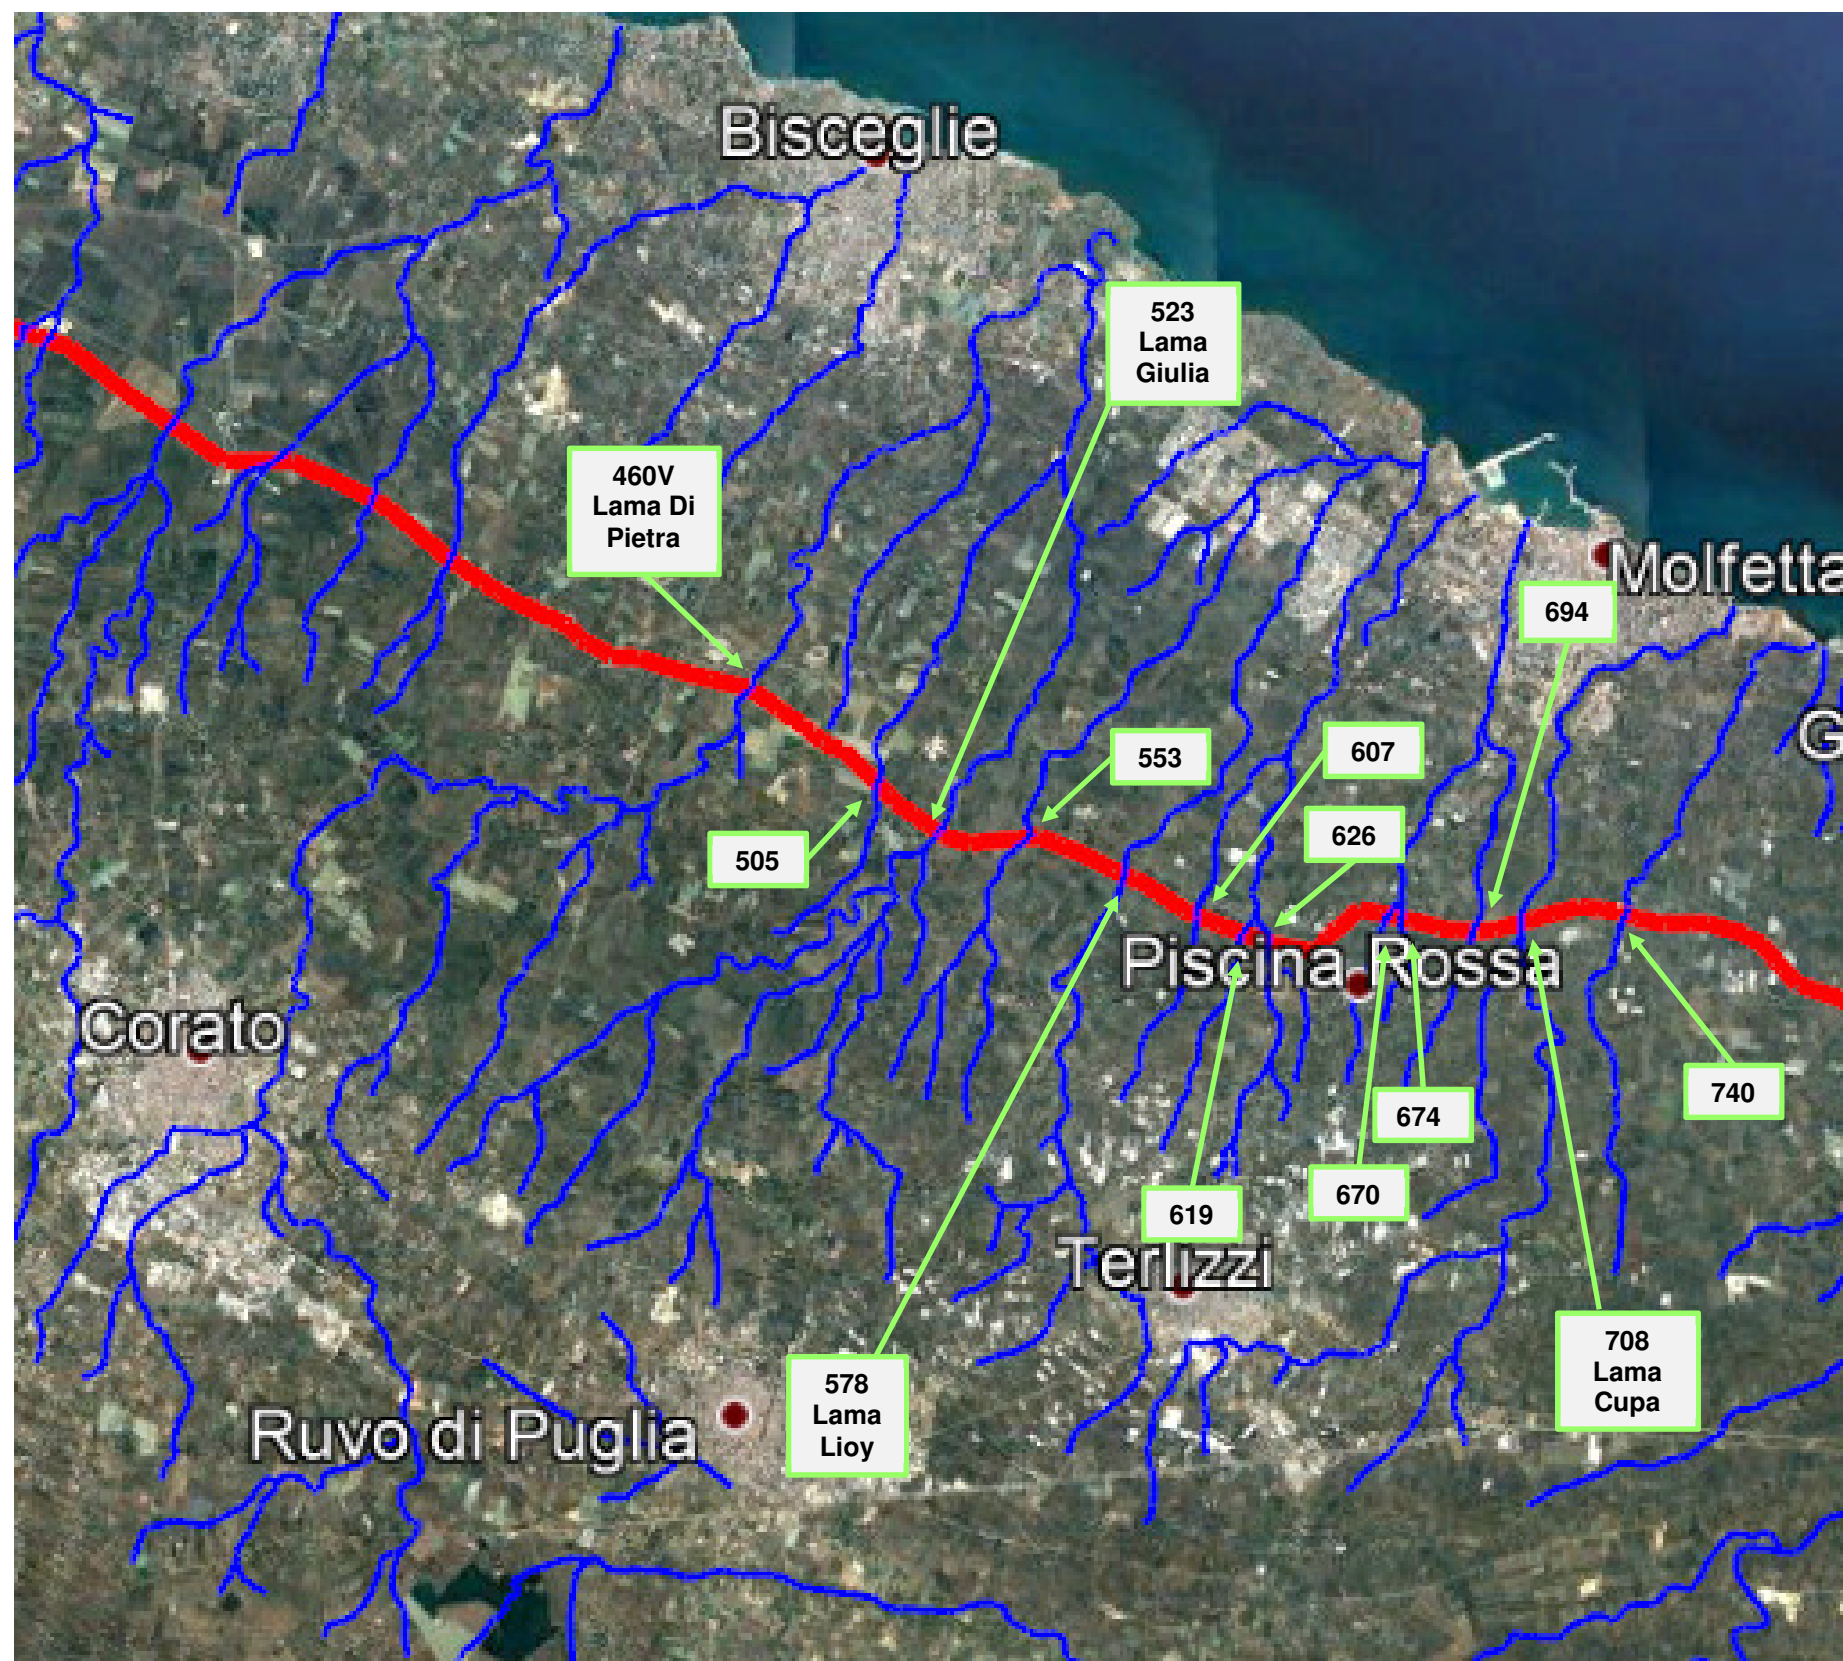 Bisceglie
523
Lama
Giulia
460V
Lama Di
Pietra
Molfetta
694
G
553
607
626
505
Piscina Rossa
Corato
740
674
670
619
Terlizzi
708
Lama
Cupa
578
Lama
Lioy
Ruvo di Puglia